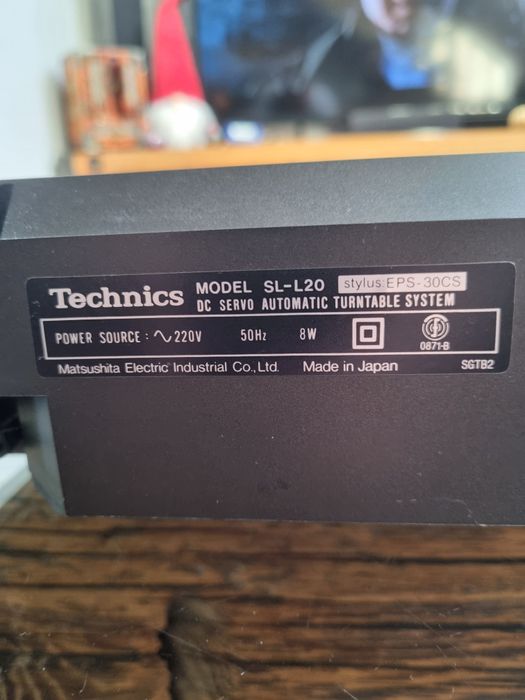 Technics MODEL SL-L20 stylus:EPS-30CS
DC SERVO AUTOMATIC TURNTABLE SYSTEM
POWER SOURCE : ∿ 220V 50Hz 8W
0871-B
Matsushita Electric Industrial Co., Ltd. Made in Japan SGTB2